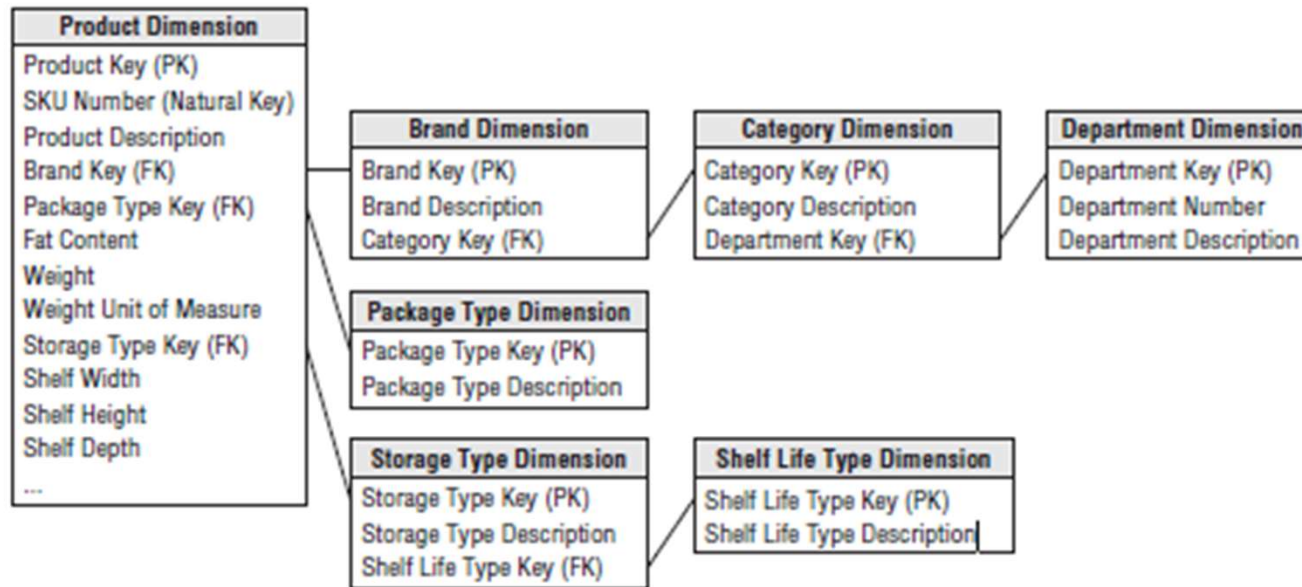 Product Dimension
Product Key (PK)
SKU Number (Natural Key)
Product Description
Brand Key (FK)
Package Type Key (FK)
Fat Content
Weight
Weight Unit of Measure
Storage Type Key (FK)
Shelf Width
Shelf Height
Shelf Depth
...
Brand Dimension
Brand Key (PK)
Brand Description
Category Key (FK)
Category Dimension
Category Key (PK)
Category Description
Department Key (FK)
Department Dimension
Department Key (PK)
Department Number
Department Description
Package Type Dimension
Package Type Key (PK)
Package Type Description
Storage Type Dimension
Storage Type Key (PK)
Storage Type Description
Shelf Life Type Key (FK)
Shelf Life Type Dimension
Shelf Life Type Key (PK)
Shelf Life Type Description